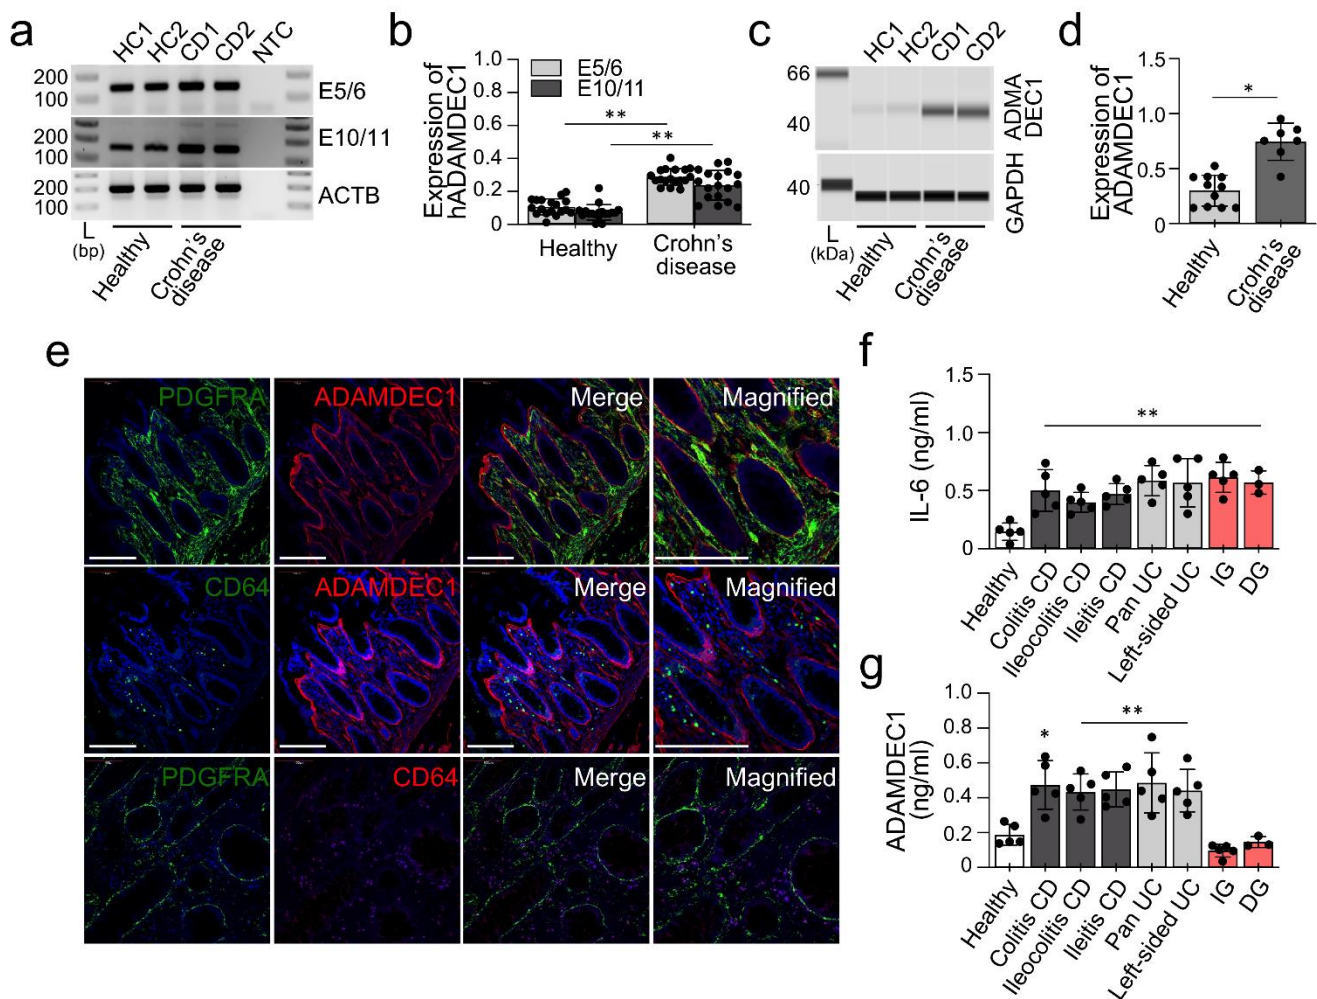 a
HC1 HC2 CD1 CD2 NTC
200
100
E5/6
200
100
E10/11
200
100
ACTB
L
(bp)
Healthy
Crohn's
disease
b
Expression of
hADAMDEC1
1.0
0.8
0.6
0.4
0.2
0
E5/6
E10/11
**
**
Healthy
Crohn's
disease
c
HC1 HC2 CD1 CD2
66
40
ADMA
DEC1
40
GAPDH
L
(kDa)
Healthy
Crohn's
disease
d
Expression of
ADAMDEC1
1.5
1.0
0.5
0
*
Healthy
Crohn's
disease
e
PDGFRA ADAMDEC1 Merge Magnified
CD64 ADAMDEC1 Merge Magnified
PDGFRA CD64 Merge Magnified
f
IL-6 (ng/ml)
1.5
1.0
0.5
0
**
Healthy
Colitis CD
Ileocolitis CD
Ileitis CD
Pan UC
Left-sided UC
IG
DG
g
ADAMDEC1
(ng/ml)
1.0
0.8
0.6
0.4
0.2
0
*
**
Healthy
Colitis CD
Ileocolitis CD
Ileitis CD
Pan UC
Left-sided UC
IG
DG